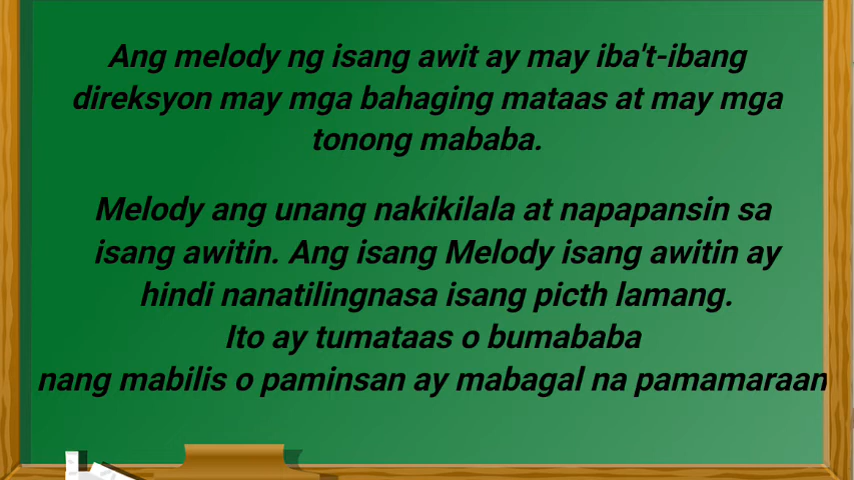 Ang melody ng isang awit ay may iba't-ibang
direksyon may mga bahaging mataas at may mga
tonong mababa.
Melody ang unang nakikilala at napapansin sa
isang awitin. Ang isang Melody isang awitin ay
hindi nanatilingnasa isang picth lamang.
Ito ay tumataas o bumababa
nang mabilis o paminsan ay mabagal na pamamaraan